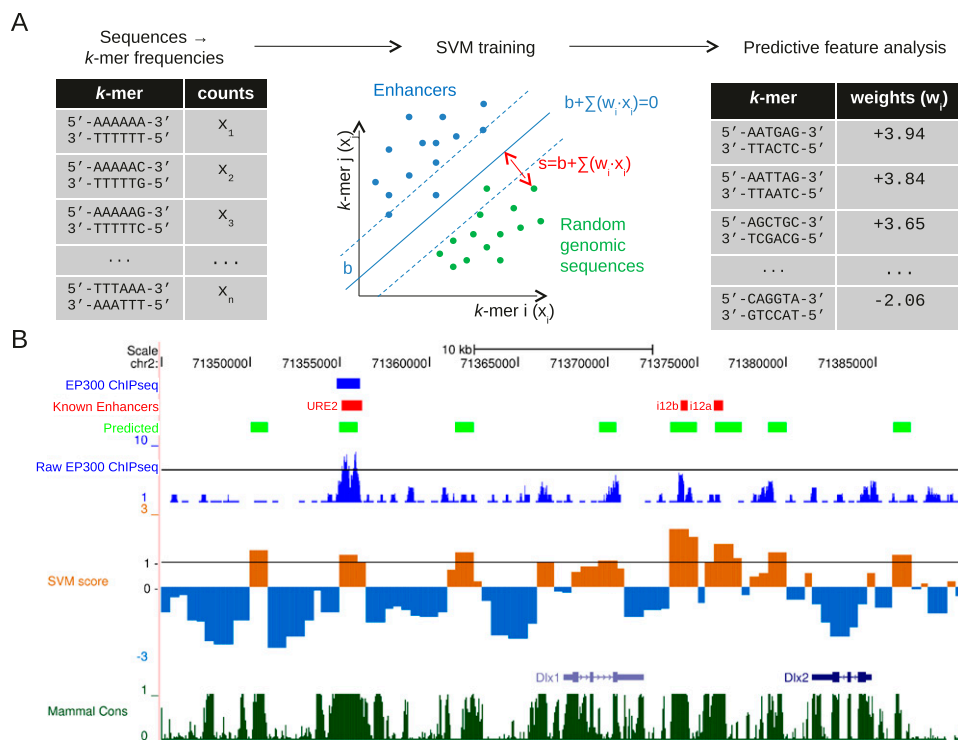 A
Sequences →
k-mer frequencies
SVM training
Predictive feature analysis
k-mer counts
5′-AAAAAA-3′
3′-TTTTTT-5′
x1
5′-AAAAAC-3′
3′-TTTTTG-5′
x2
5′-AAAAAG-3′
3′-TTTTTC-5′
x3
... ...
5′-TTTAAA-3′
3′-AAATTT-5′
xn
Enhancers
b+∑(wi·xi)=0
s=b+∑(wi·xi)
k-mer j (xj)
Random
genomic
sequences
b
k-mer i (xi)
k-mer weights (wi)
5′-AATGAG-3′
3′-TTACTC-5′
+3.94
5′-AATTAG-3′
3′-TTAATC-5′
+3.84
5′-AGCTGC-3′
3′-TCGACG-5′
+3.65
... ...
5′-CAGGTA-3′
3′-GTCCAT-5′
-2.06
B
Scale 10 kb
chr2: 71350000 71355000 71360000 71365000 71370000 71375000 71380000 71385000
EP300 ChIPseq
Known Enhancers URE2 i12b i12a
Predicted
10
Raw EP300 ChIPseq
1
3
1
SVM score
0
-3
Dlx1 Dlx2
1
Mammal Cons
0